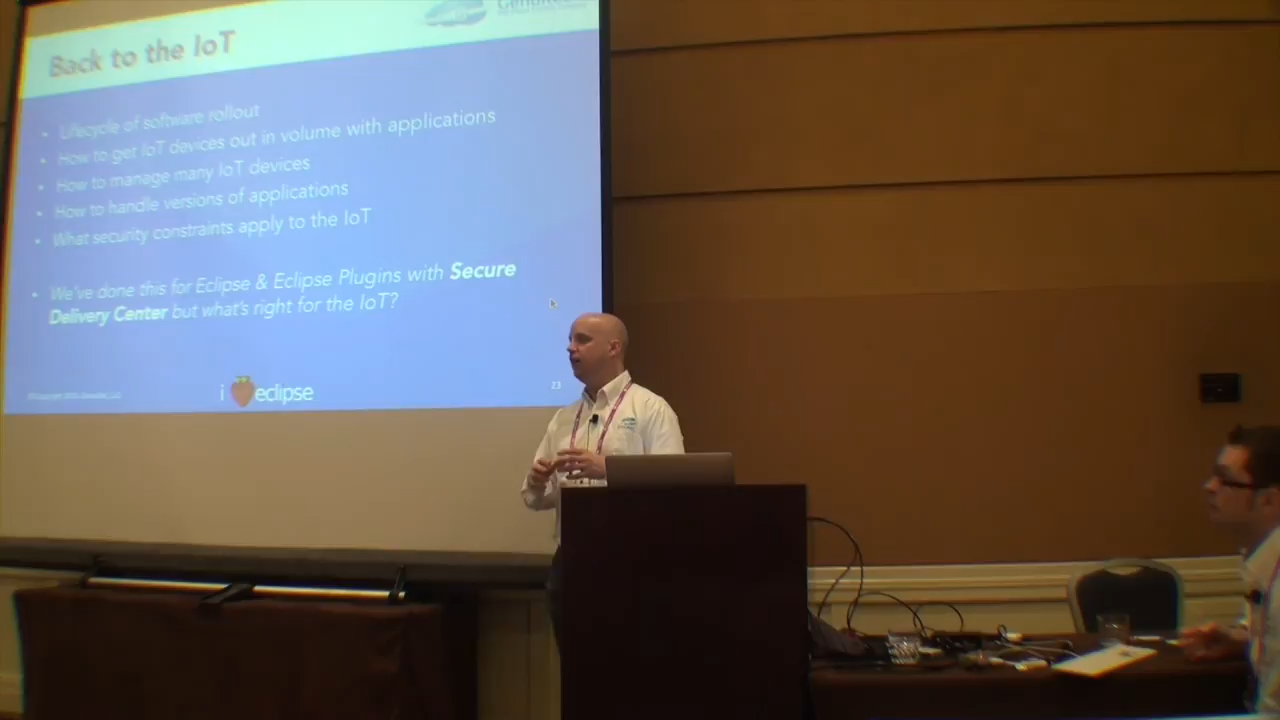 Back to the IoT
• Lifecycle of software rollout
• How to get IoT devices out in volume with applications
• How to manage many IoT devices
• How to handle versions of applications
• What security constraints apply to the IoT
• We've done this for Eclipse & Eclipse Plugins with Secure
Delivery Center but what's right for the IoT?
i eclipse
23